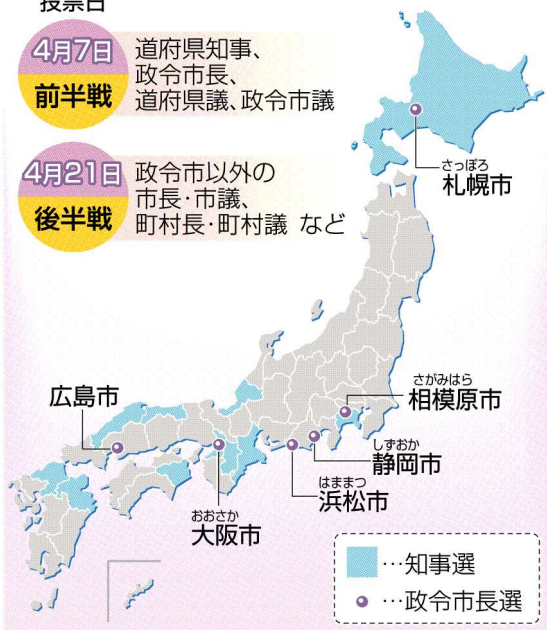 投票日
4月7日
前半戦
道府県知事、
政令市長、
道府県議、政令市議
4月21日
後半戦
政令市以外の
市長・市議、
町村長・町村議 など
さっぽろ
札幌市
さがみはら
相模原市
広島市
しずおか
静岡市
はままつ
浜松市
おおさか
大阪市
…知事選
…政令市長選